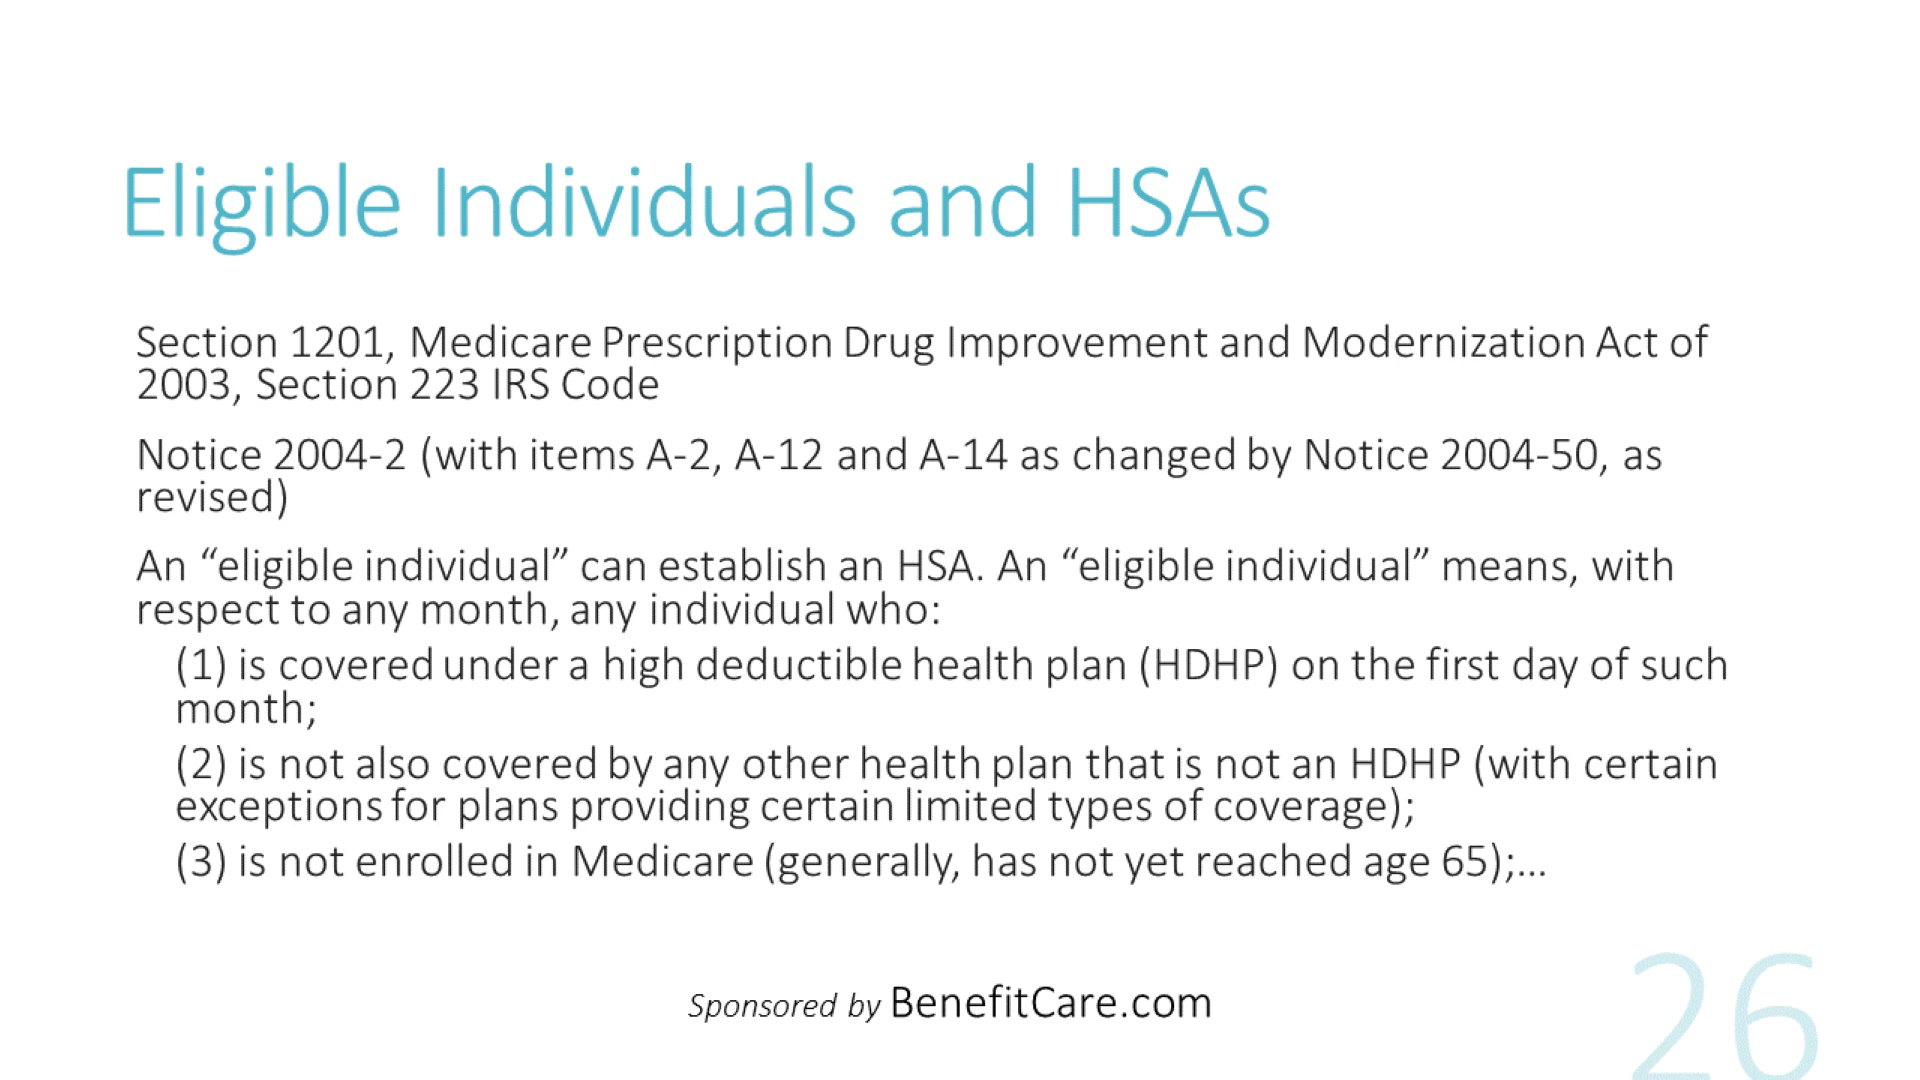 Eligible Individuals and HSAs
Section 1201, Medicare Prescription Drug Improvement and Modernization Act of
2003, Section 223 IRS Code
Notice 2004-2 (with items A-2, A-12 and A-14 as changed by Notice 2004-50, as
revised)
An “eligible individual” can establish an HSA. An “eligible individual” means, with
respect to any month, any individual who:
(1) is covered under a high deductible health plan (HDHP) on the first day of such
month;
(2) is not also covered by any other health plan that is not an HDHP (with certain
exceptions for plans providing certain limited types of coverage);
(3) is not enrolled in Medicare (generally, has not yet reached age 65);...
Sponsored by BenefitCare.com
26